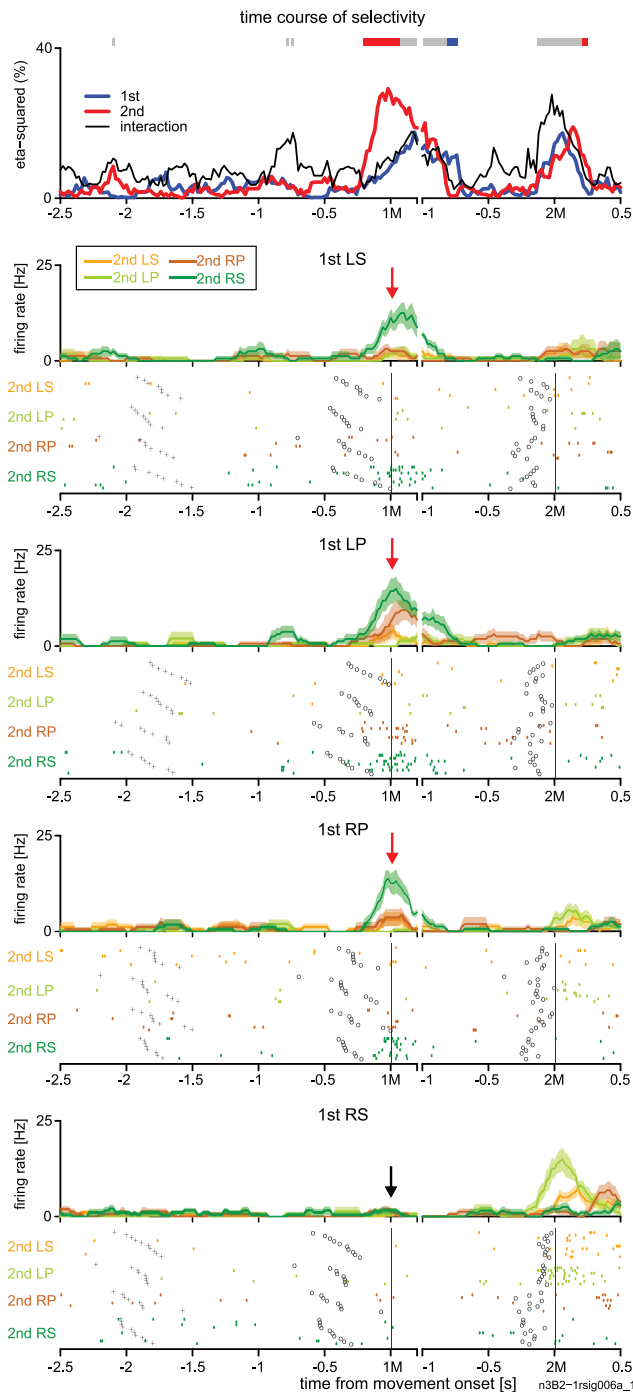 time course of selectivity
eta-squared (%)
40
0
1st
2nd
interaction
-2.5 -2 -1.5 -1 -0.5 1M -1 -0.5 2M 0.5
2nd LS 2nd RP
2nd LP 2nd RS
1st LS
firing rate [Hz]
25
0
2nd LS
2nd LP
2nd RP
2nd RS
-2.5 -2 -1.5 -1 -0.5 1M -1 -0.5 2M 0.5
1st LP
firing rate [Hz]
25
0
2nd LS
2nd LP
2nd RP
2nd RS
-2.5 -2 -1.5 -1 -0.5 1M -1 -0.5 2M 0.5
1st RP
firing rate [Hz]
25
0
2nd LS
2nd LP
2nd RP
2nd RS
-2.5 -2 -1.5 -1 -0.5 1M -1 -0.5 2M 0.5
1st RS
firing rate [Hz]
25
0
2nd LS
2nd LP
2nd RP
2nd RS
-2.5 -2 -1.5 -1 -0.5 1M -1 -0.5 2M 0.5
time from movement onset [s]
n3B2-1rsig006a_1